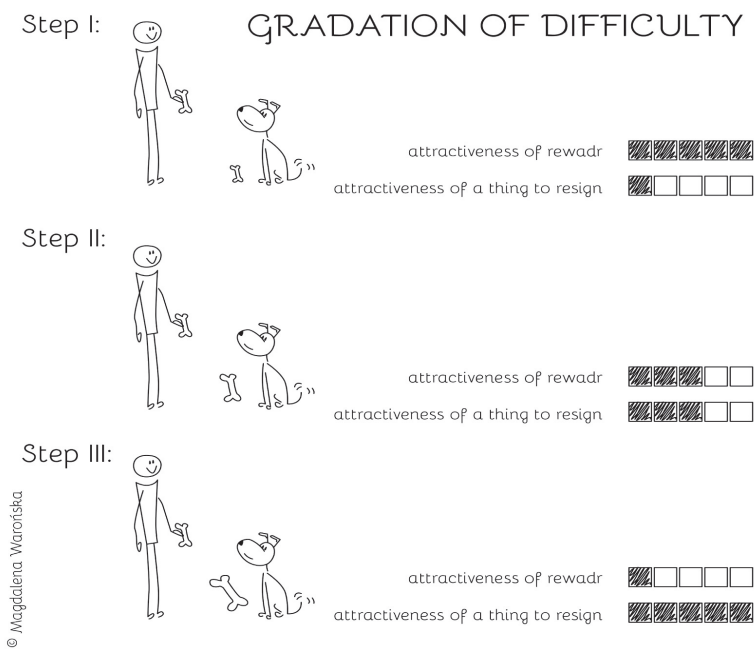 Step I:
GRADATION OF DIFFICULTY
attractiveness of rewadr
attractiveness of a thing to resign
Step II:
attractiveness of rewadr
attractiveness of a thing to resign
Step III:
attractiveness of rewadr
attractiveness of a thing to resign
© Magdalena Warońska